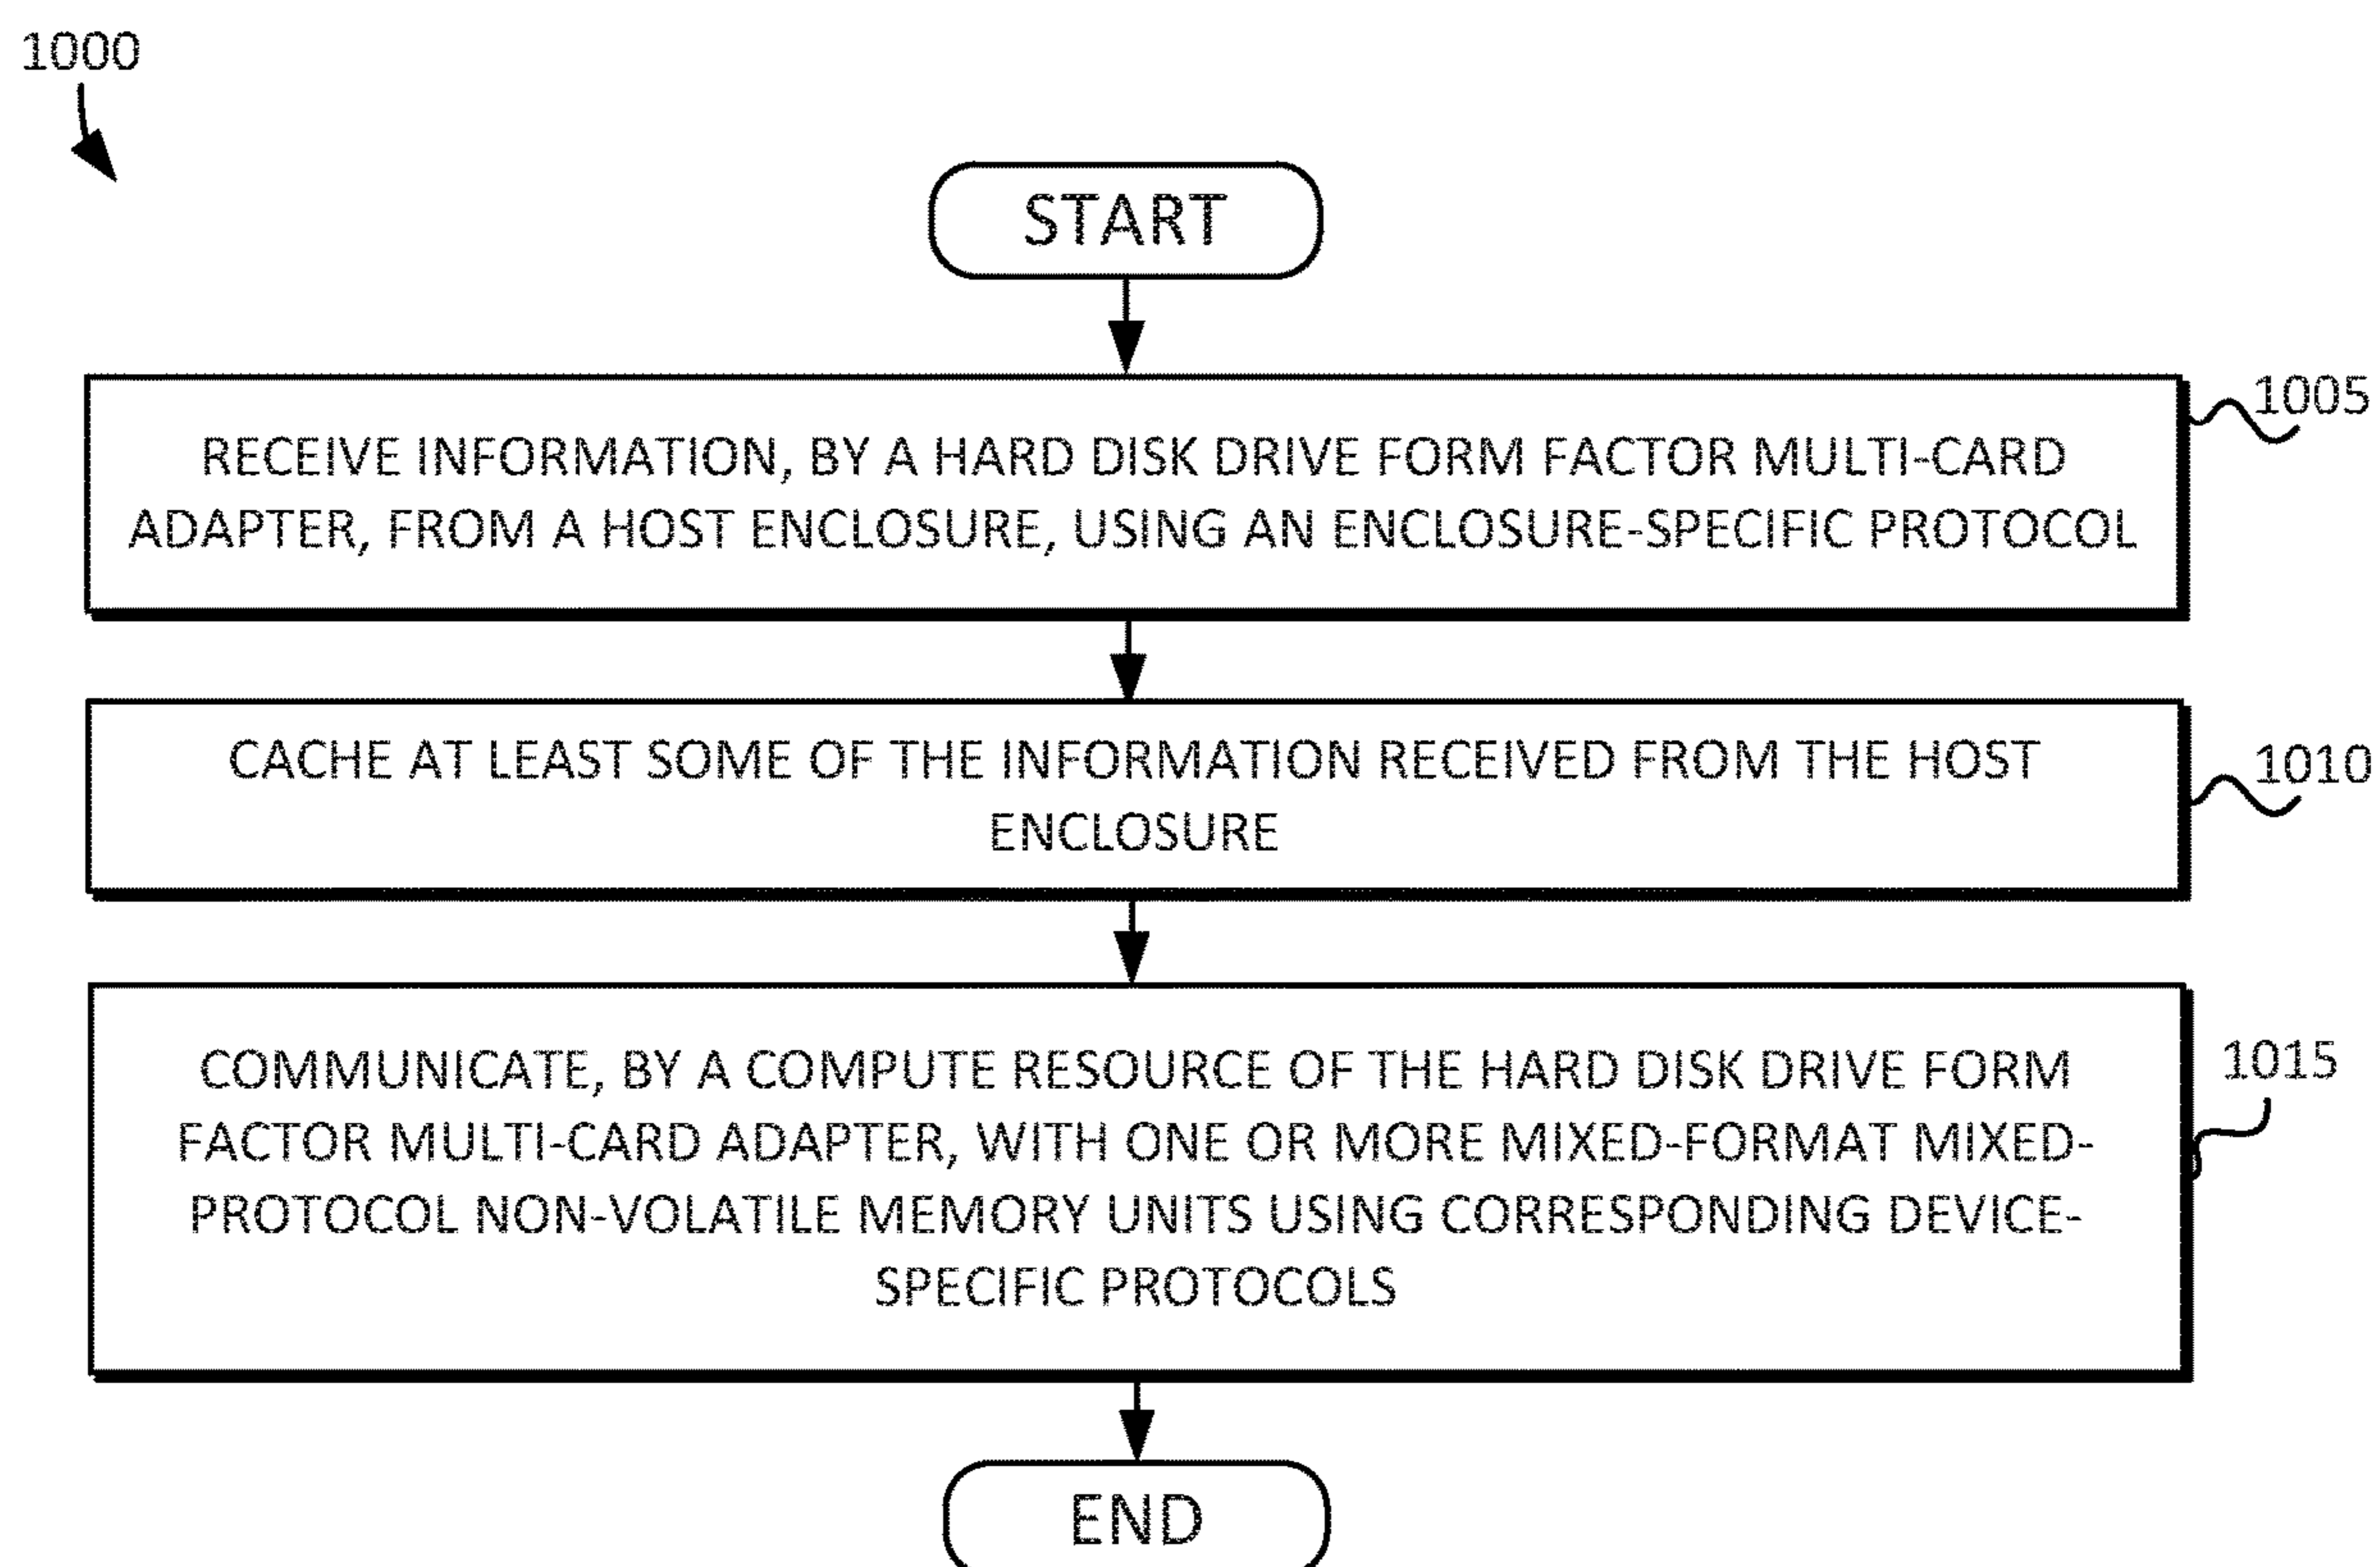 1000
START
RECEIVE INFORMATION, BY A HARD DISK DRIVE FORM FACTOR MULTI-CARD
ADAPTER, FROM A HOST ENCLOSURE, USING AN ENCLOSURE-SPECIFIC PROTOCOL
1005
CACHE AT LEAST SOME OF THE INFORMATION RECEIVED FROM THE HOST
ENCLOSURE
1010
COMMUNICATE, BY A COMPUTE RESOURCE OF THE HARD DISK DRIVE FORM
FACTOR MULTI-CARD ADAPTER, WITH ONE OR MORE MIXED-FORMAT MIXED-
PROTOCOL NON-VOLATILE MEMORY UNITS USING CORRESPONDING DEVICE-
SPECIFIC PROTOCOLS
1015
END